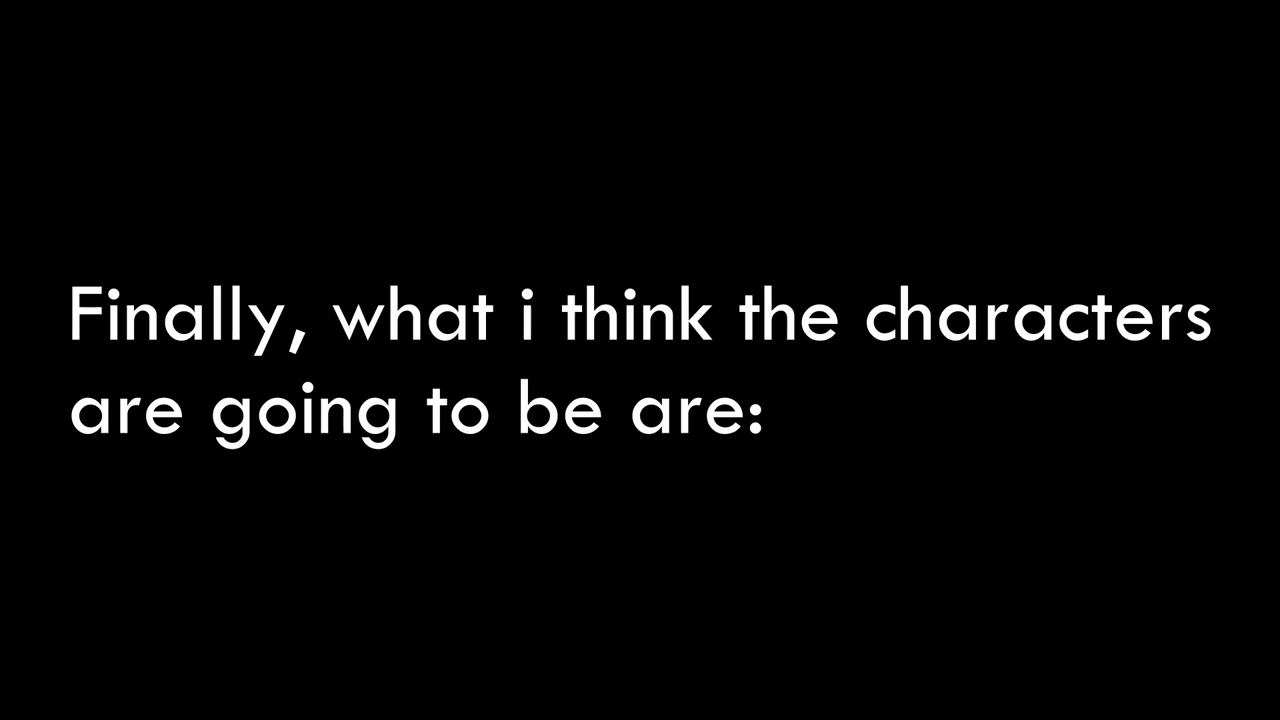 Finally, what i think the characters
are going to be are: